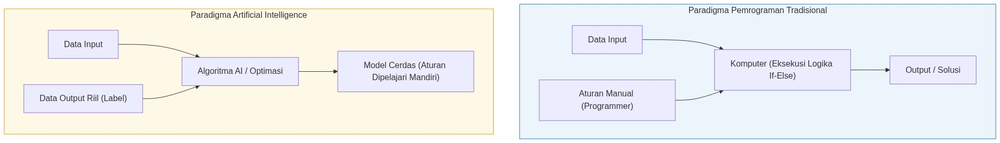 Paradigma Artificial Intelligence
Data Input
Data Output Riil (Label)
Algoritma AI / Optimasi
Model Cerdas (Aturan
Dipelajari Mandiri)
Paradigma Pemrograman Tradisional
Data Input
Aturan Manual
(Programmer)
Komputer (Eksekusi Logika
If-Else)
Output / Solusi